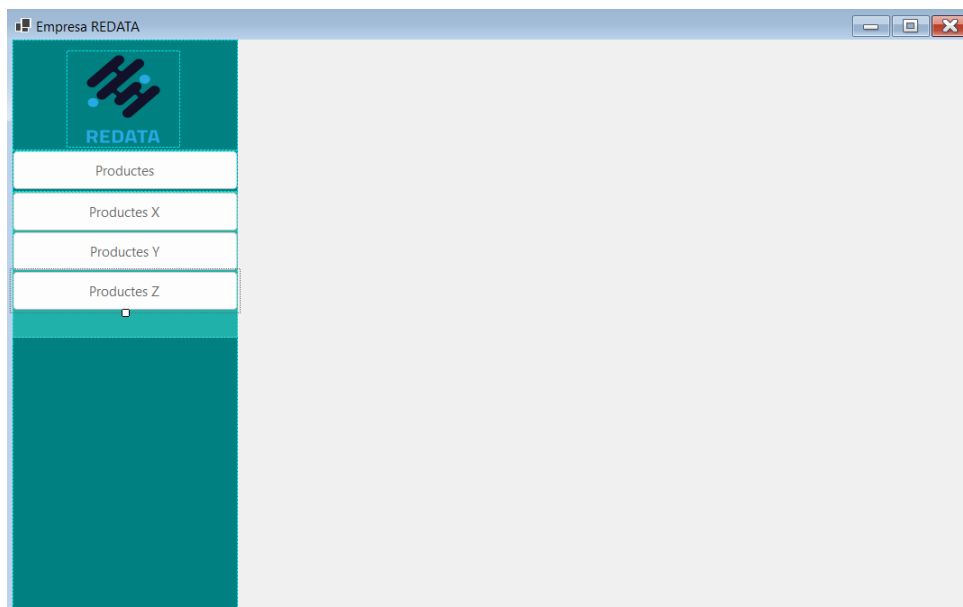 Empresa REDATA
REDATA
Productes
Productes X
Productes Y
Productes Z